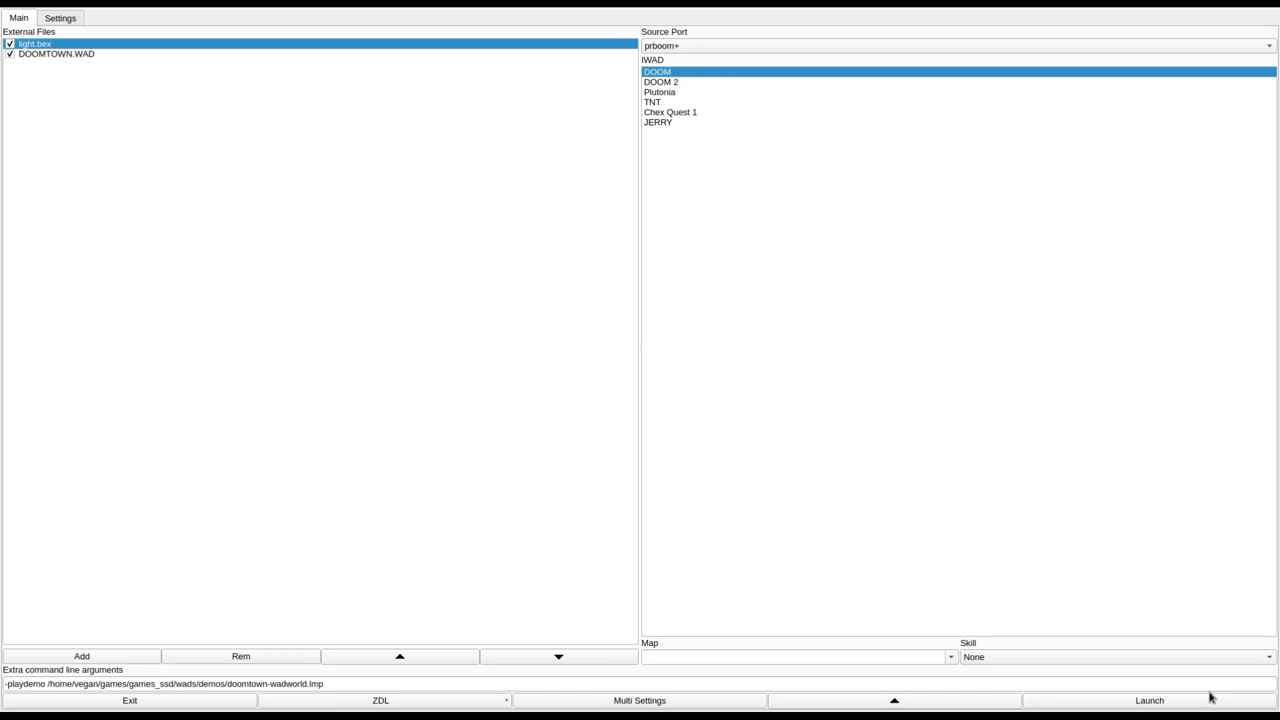 Main Settings
External Files
light.bex
DOOMTOWN.WAD
Source Port
prboom+
IWAD
DOOM
DOOM 2
Plutonia
TNT
Chex Quest 1
JERRY
Map Skill
None
Add Rem
Extra command line arguments
-playdemo /home/vegan/games/games_ssd/wads/demos/doomtown-wadworld.lmp
Exit ZDL Multi Settings Launch